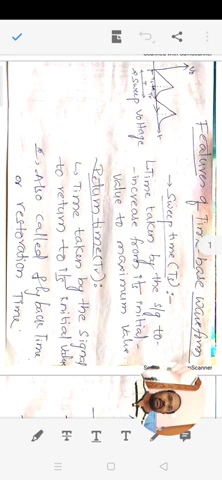 Features of Time base waveform
→ Sweep time (Ts):-
↳ Time taken by the sig to-
increase from its initial
value to maximum value.
Return time (Tr):
↳ Time taken by the signal
to return to its initial value
Also called fly back Time
or restoration Time.
Vs
→ sweep voltage
Scanner